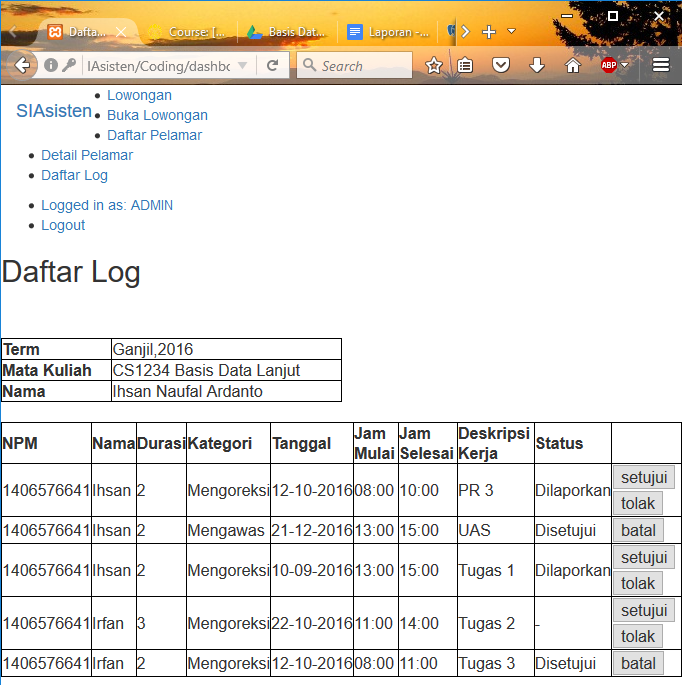 Dafta
Course: [...
Basis Dat...
Laporan -...
IAsisten/Coding/dashbo
Search
ABP
SIAsisten
Lowongan
Buka Lowongan
Daftar Pelamar
Detail Pelamar
Daftar Log
Logged in as: ADMIN
Logout
Daftar Log
Term Ganjil,2016
Mata Kuliah CS1234 Basis Data Lanjut
Nama Ihsan Naufal Ardanto
NPM Nama Durasi Kategori Tanggal Jam Mulai Jam Selesai Deskripsi Kerja Status
1406576641 Ihsan 2 Mengoreksi 12-10-2016 08:00 10:00 PR 3 Dilaporkan setujui tolak
1406576641 Ihsan 2 Mengawas 21-12-2016 13:00 15:00 UAS Disetujui batal
1406576641 Ihsan 2 Mengoreksi 10-09-2016 13:00 15:00 Tugas 1 Dilaporkan setujui tolak
1406576641 Irfan 3 Mengoreksi 22-10-2016 11:00 14:00 Tugas 2 - setujui tolak
1406576641 Irfan 2 Mengoreksi 12-10-2016 08:00 11:00 Tugas 3 Disetujui batal